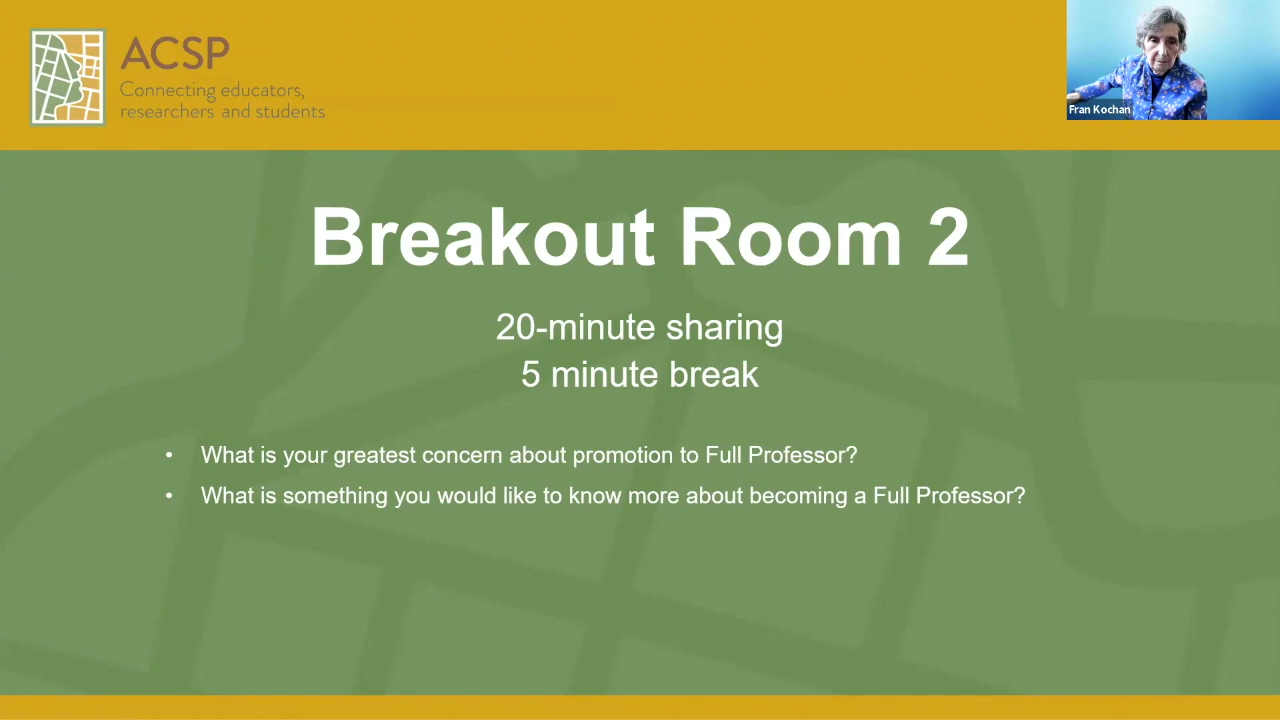 ACSP
Connecting educators,
researchers and students
Fran Kochan
Breakout Room 2
20-minute sharing
5 minute break
• What is your greatest concern about promotion to Full Professor?
• What is something you would like to know more about becoming a Full Professor?